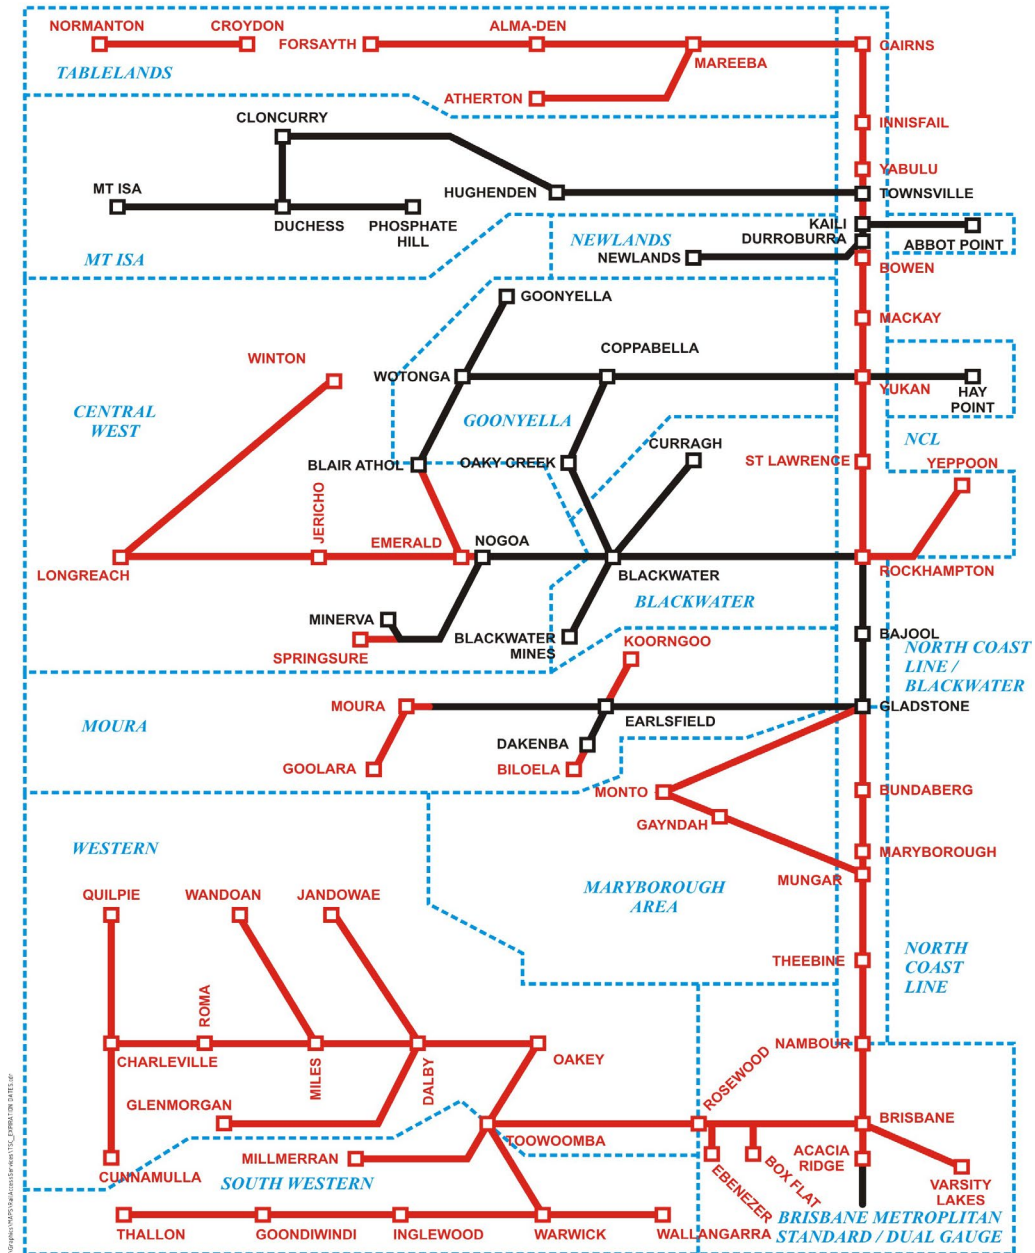 NORMANTON
CROYDON
FORSAYTH
ALMA-DEN
CAIRNS
MAREEBA
TABLELANDS
ATHERTON
CLONCURRY
INNISFAIL
YABULU
MT ISA
HUGHENDEN
TOWNSVILLE
DUCHESS
PHOSPHATE
HILL
KAILI
DURROBURRA
ABBOT POINT
NEWLANDS
NEWLANDS
MT ISA
BOWEN
GOONYELLA
MACKAY
WINTON
COPPABELLA
WOTONGA
YUKAN
HAY
POINT
CENTRAL
WEST
GOONYELLA
NCL
CURRAGH
BLAIR ATHOL
OAKY CREEK
ST LAWRENCE
YEPPOON
JERICHO
EMERALD
NOGOA
LONGREACH
BLACKWATER
ROCKHAMPTON
BLACKWATER
MINERVA
SPRINGSURE
BLACKWATER
MINES
KOORNGOO
BAJOOL
NORTH COAST
LINE /
BLACKWATER
MOURA
MOURA
EARLSFIELD
GLADSTONE
DAKENBA
GOOLARA
BILOELA
MONTO
BUNDABERG
GAYNDAH
WESTERN
MARYBOROUGH
MUNGAR
MARYBOROUGH
AREA
QUILPIE
WANDOAN
JANDOWAE
THEEBINE
NORTH
COAST
LINE
ROMA
NAMBOUR
CHARLEVILLE
MILES
DALBY
OAKEY
ROSEWOOD
GLENMORGAN
BRISBANE
TOOWOOMBA
CUNNAMULLA
MILLMERRAN
SOUTH WESTERN
EBENEZER
BOX FLAT
ACACIA
RIDGE
VARSITY
LAKES
THALLON
GOONDIWINDI
INGLEWOOD
WARWICK
WALLANGARRA
BRISBANE METROPLITAN
STANDARD / DUAL GAUGE